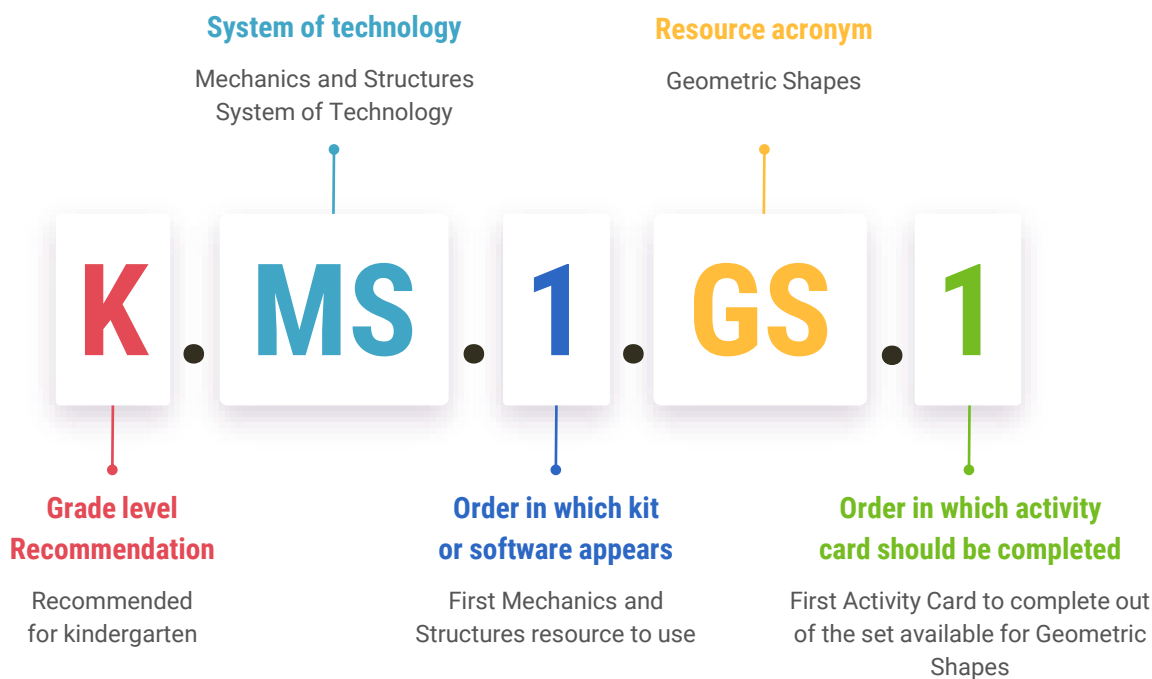 System of technology
Mechanics and Structures
System of Technology
Resource acronym
Geometric Shapes
K.MS.1.GS.1
Grade level
Recommendation
Recommended
for kindergarten
Order in which kit
or software appears
First Mechanics and
Structures resource to use
Order in which activity
card should be completed
First Activity Card to complete out
of the set available for Geometric
Shapes